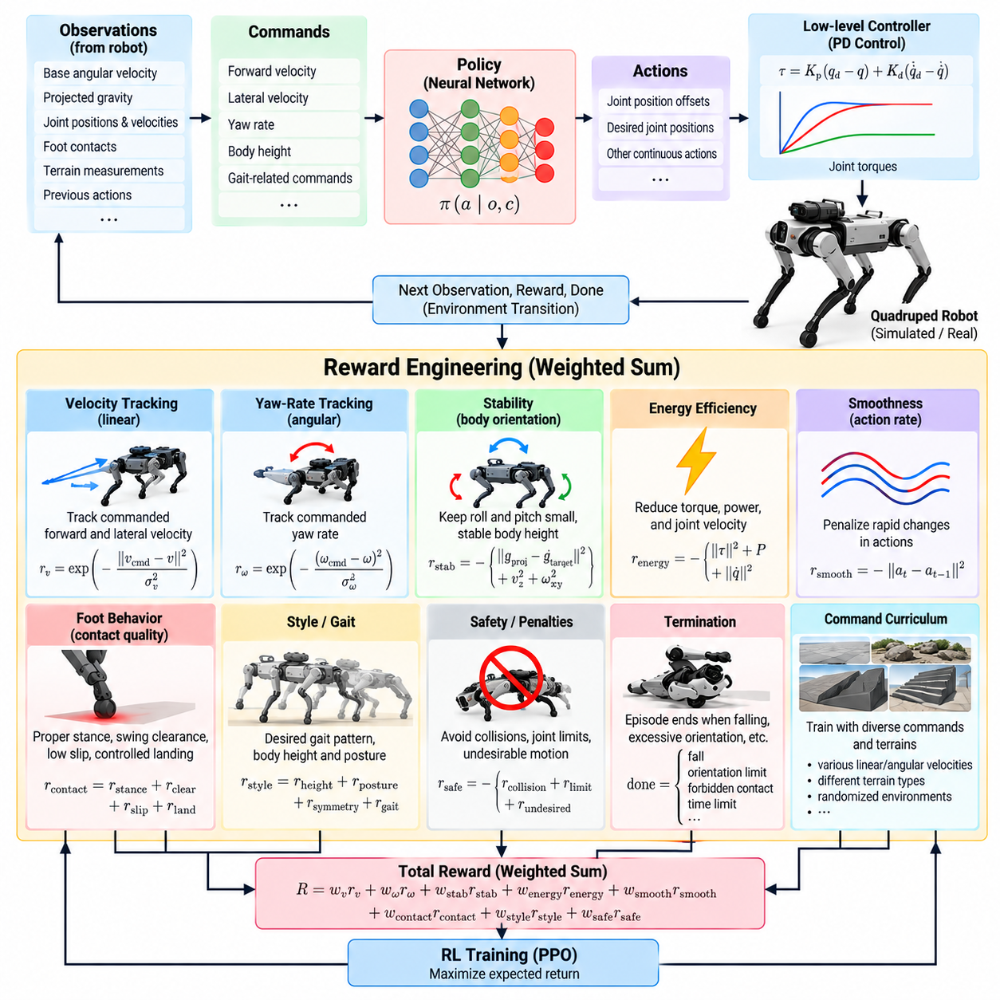 Observations
(from robot)
Base angular velocity
Projected gravity
Joint positions & velocities
Foot contacts
Terrain measurements
Previous actions
...
Commands
Forward velocity
Lateral velocity
Yaw rate
Body height
Gait-related commands
...
Policy
(Neural Network)
π(a | o, c)
Actions
Joint position offsets
Desired joint positions
Other continuous actions
...
Low-level Controller
(PD Control)
τ = K_p(q_d − q) + K_d(q̇_d − q̇)
Joint torques
Quadruped Robot
(Simulated / Real)
Next Observation, Reward, Done
(Environment Transition)
Reward Engineering (Weighted Sum)
Velocity Tracking
(linear)
Track commanded
forward and lateral velocity
r_v = exp(− ||v_cmd − v||² / σ_v²)
Yaw-Rate Tracking
(angular)
Track commanded
yaw rate
r_ω = exp(− (ω_cmd − ω)² / σ_ω²)
Stability
(body orientation)
Keep roll and pitch small,
stable body height
r_stab = − { ||g_proj − g_target||²
+ v_z² + ω_xy² }
Energy Efficiency
Reduce torque, power,
and joint velocity
r_energy = − { ||τ||² + P
+ ||q̇||²
Smoothness
(action rate)
Penalize rapid changes
in actions
r_smooth = − ||a_t − a_{t−1}||²
Foot Behavior
(contact quality)
Proper stance, swing clearance,
low slip, controlled landing
r_contact = r_stance + r_clear
+ r_slip + r_land
Style / Gait
Desired gait pattern,
body height and posture
r_style = r_height + r_posture
+ r_symmetry + r_gait
Safety / Penalties
Avoid collisions, joint limits,
undesirable motion
r_safe = − { r_collision + r_limit
+ r_undesired
Termination
Episode ends when falling,
excessive orientation, etc.
done = { fall
orientation limit
forbidden contact
time limit
...
Command Curriculum
Train with diverse commands
and terrains
• various linear/angular velocities
• different terrain types
• randomized environments
• ...
Total Reward (Weighted Sum)
R = w_v r_v + w_ω r_ω + w_stab r_stab + w_energy r_energy + w_smooth r_smooth
+ w_contact r_contact + w_style r_style + w_safe r_safe
RL Training (PPO)
Maximize expected return